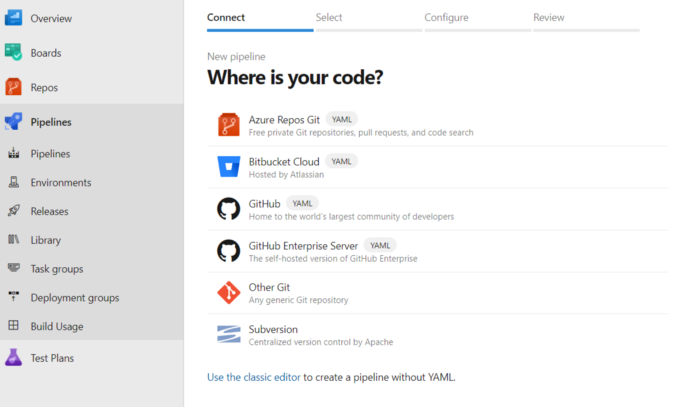 Overview
Boards
Repos
Pipelines
Pipelines
Environments
Releases
Library
Task groups
Deployment groups
Build Usage
Test Plans
Connect
Select
Configure
Review
New pipeline
Where is your code?
Azure Repos Git YAML
Free private Git repositories, pull requests, and code search
Bitbucket Cloud YAML
Hosted by Atlassian
GitHub YAML
Home to the world's largest community of developers
GitHub Enterprise Server YAML
The self-hosted version of GitHub Enterprise
Other Git
Any generic Git repository
Subversion
Centralized version control by Apache
Use the classic editor to create a pipeline without YAML.